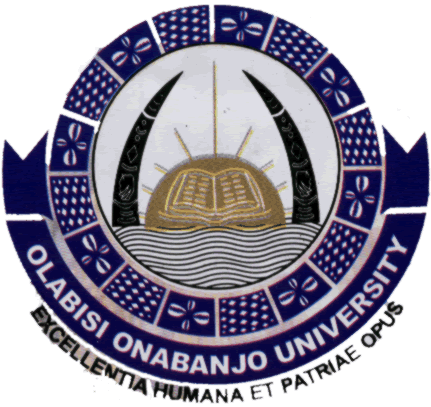 OLABISI ONABANJO UNIVERSITY
EXCELLENTIA HUMANA ET PATRIAE OPUS